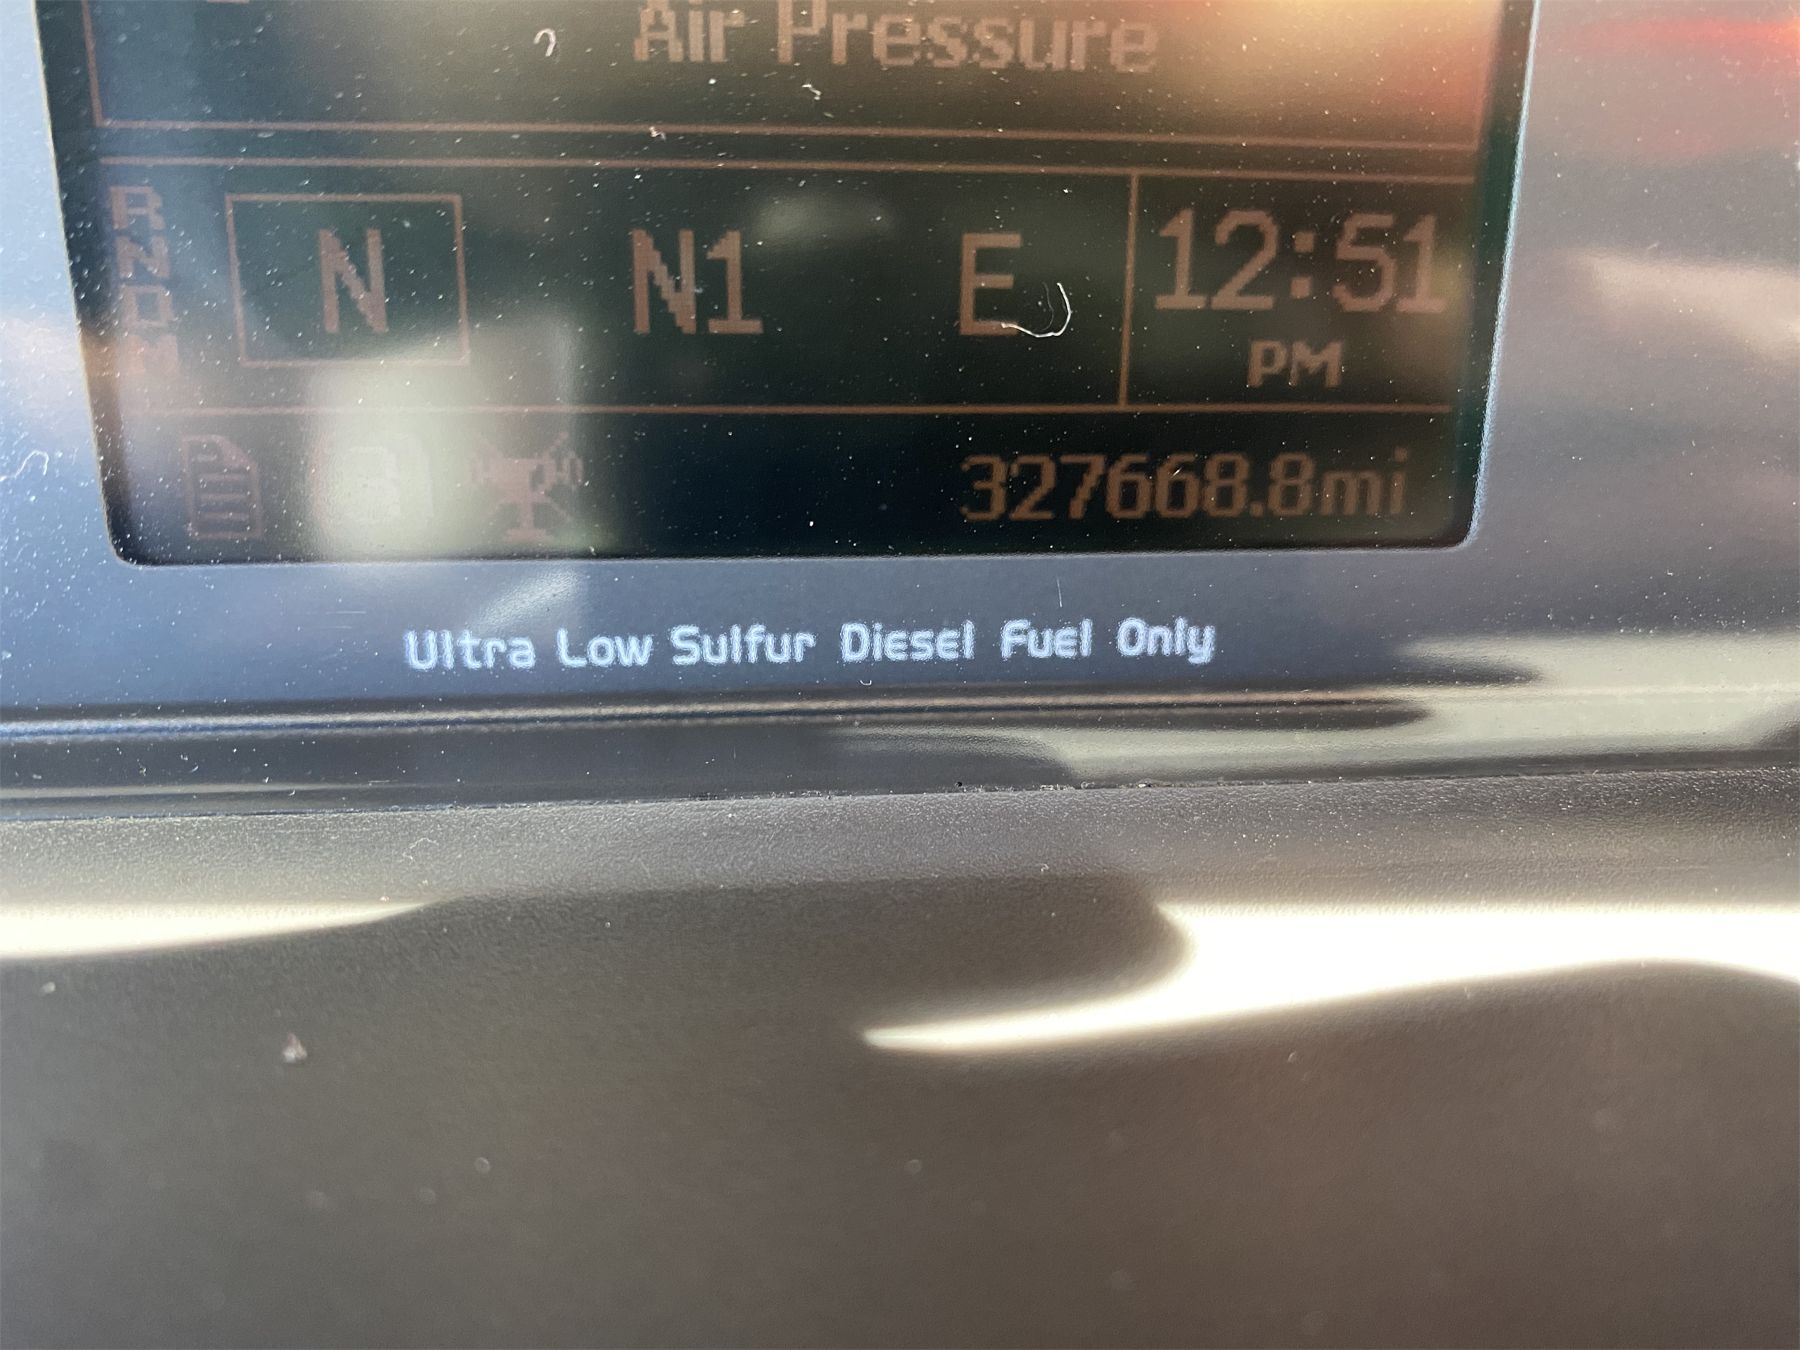 Air Pressure
R
N
D
M
N N1 E 12:51
PM
327668.8mi
Ultra Low Sulfur Diesel Fuel Only